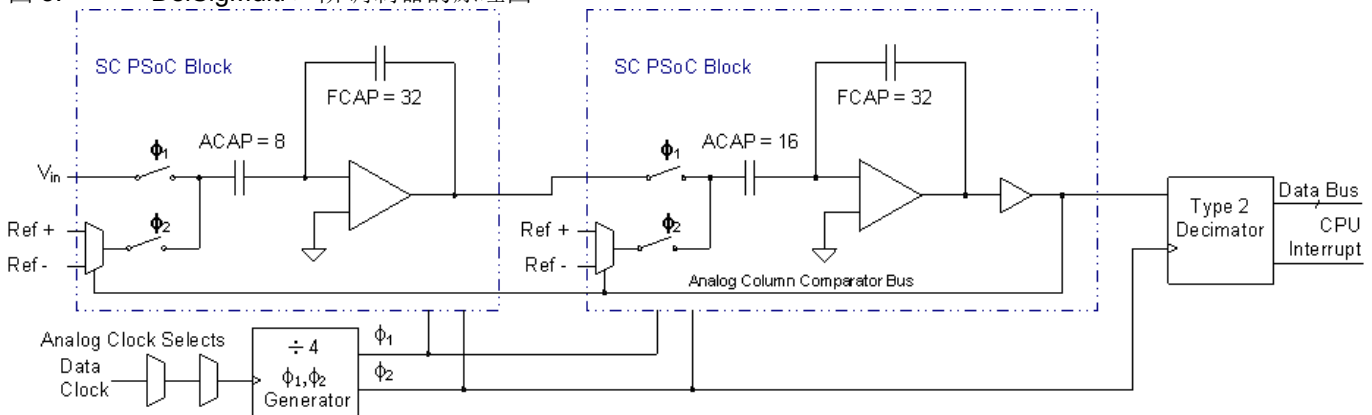 SC PSoC Block
FCAP = 32
ACAP = 8
ϕ1
Vin
ϕ2
Ref +
Ref -
SC PSoC Block
FCAP = 32
ACAP = 16
ϕ1
ϕ2
Ref +
Ref -
Analog Column Comparator Bus
Type 2
Decimator
Data Bus
CPU
Interrupt
Analog Clock Selects
Data
Clock
÷ 4
ϕ1,ϕ2
Generator
ϕ1
ϕ2